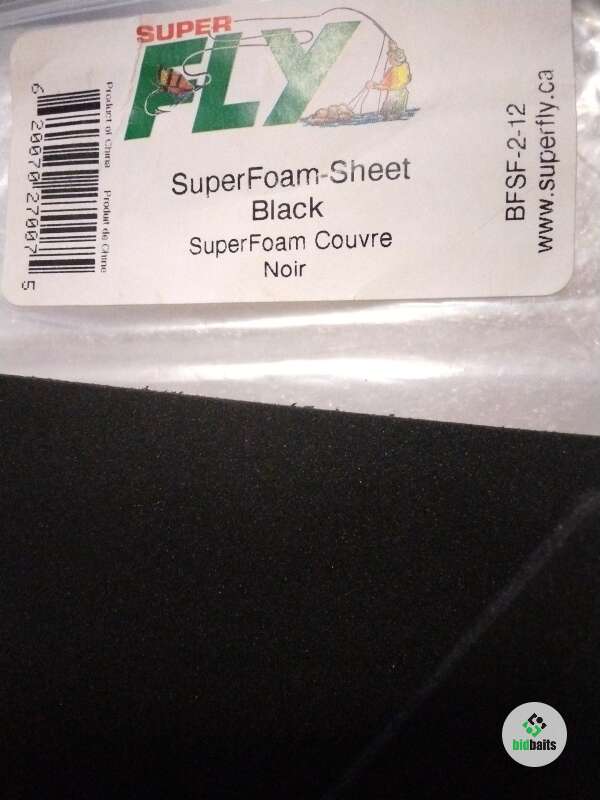 SUPER
FLY
SuperFoam-Sheet
Black
SuperFoam Couvre
Noir
Product of China Produit de Chine
6 20070 27007 5
BFSF-2-12
www.superfly.ca
bidbaits